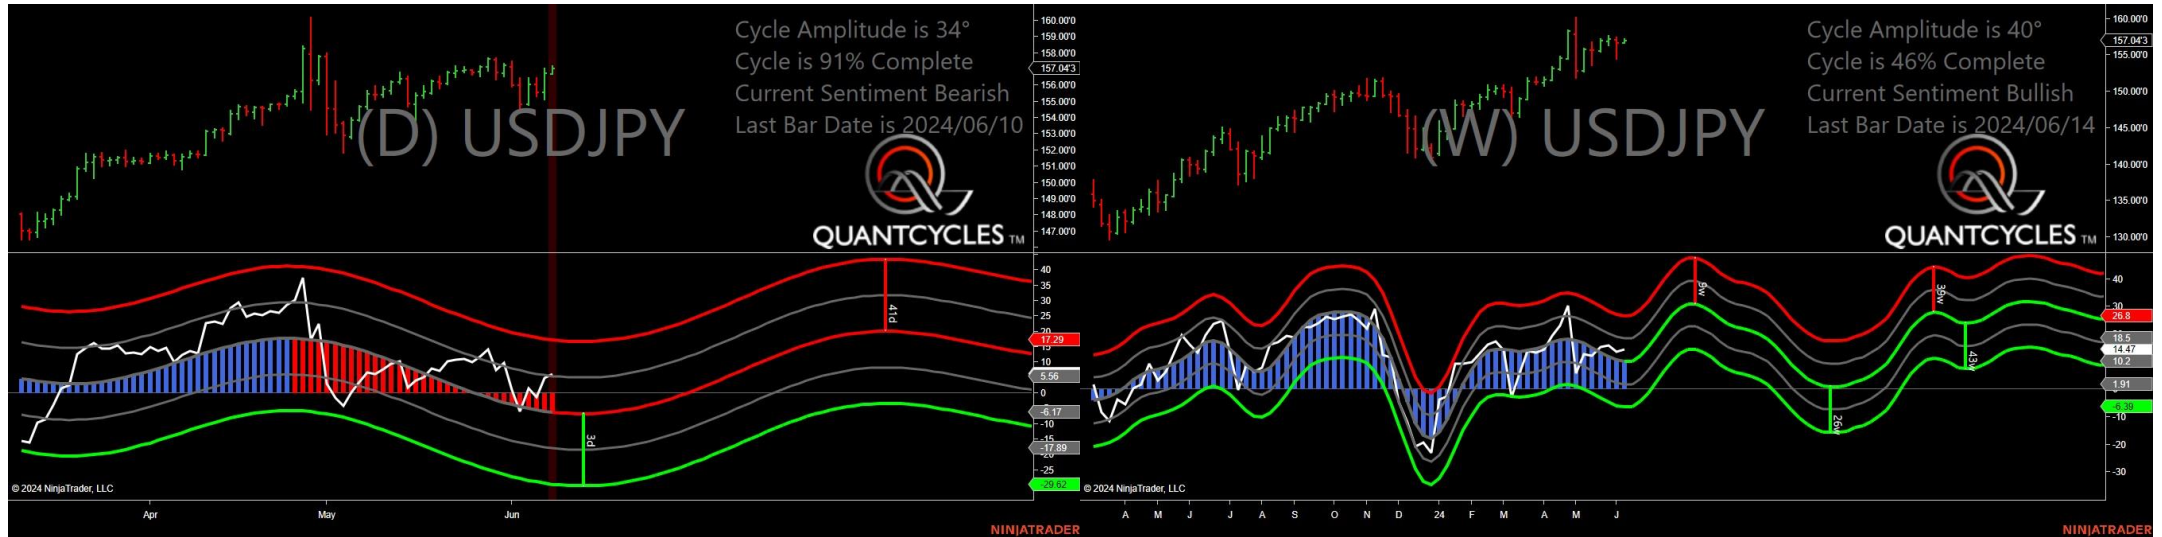 Cycle Amplitude is 34°
Cycle is 91% Complete
Current Sentiment Bearish
Last Bar Date is 2024/06/10
(D) USDJPY
QUANTCYCLES TM
160.00'0
159.00'0
158.00'0
157.04'3
156.00'0
155.00'0
154.00'0
153.00'0
152.00'0
151.00'0
150.00'0
149.00'0
148.00'0
147.00'0
40
35
30
25
20
17.29
15
10
5.56
0
-6.17
-10
-15
-17.89
-20
-25
-29.62
41d
3d
© 2024 NinjaTrader, LLC
Apr
May
Jun
NINJATRADER
Cycle Amplitude is 40°
Cycle is 46% Complete
Current Sentiment Bullish
Last Bar Date is 2024/06/14
(W) USDJPY
QUANTCYCLES TM
160.00'0
157.04'3
155.00'0
150.00'0
145.00'0
140.00'0
135.00'0
130.00'0
40
30
26.8
18.5
14.47
10.2
1.91
-6.39
-10
-20
-30
9w
39w
43w
26w
© 2024 NinjaTrader, LLC
A M J J A S O N D 24 F M A M J
NINJATRADER